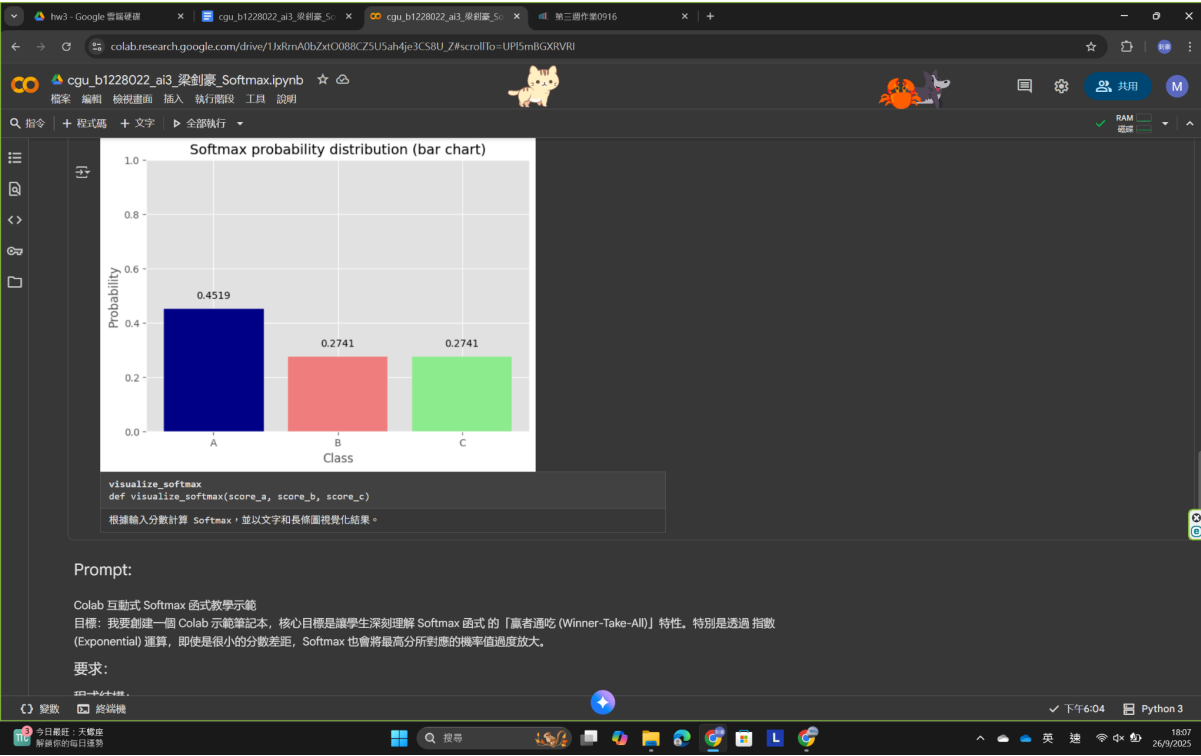 hw3 - Google 雲端硬碟
cgu_b1228022_ai3_梁釗豪_So
cgu_b1228022_ai3_梁釗豪_So
第三週作業0916
colab.research.google.com/drive/1JxRrnA0bZxtO088CZ5U5ah4je3CS8U_Z#scrollTo=UPf5mBGXRVRI
cgu_b1228022_ai3_梁釗豪_Softmax.ipynb
檔案 編輯 檢視畫面 插入 執行階段 工具 說明
共用
M
指令 + 程式碼 + 文字 全部執行
RAM
磁碟
Softmax probability distribution (bar chart)
1.0
0.8
0.6
0.4
0.2
0.0
Probability
0.4519
0.2741
0.2741
A B C
Class
visualize_softmax
def visualize_softmax(score_a, score_b, score_c)
根據輸入分數計算 Softmax，並以文字和長條圖視覺化結果。
Prompt:
Colab 互動式 Softmax 函式教學示範
目標：我要創建一個 Colab 示範筆記本，核心目標是讓學生深刻理解 Softmax 函式 的「贏者通吃 (Winner-Take-All)」特性。特別是透過 指數
(Exponential) 運算，即使是很小的分數差距，Softmax 也會將最高分所對應的機率值過度放大。
要求：
程式結構：
變數 終端機
下午6:04 Python 3
3
今日最旺：天蠍座
解鎖你的每日運勢
搜尋
L
英
速
18:07
26/9/2025